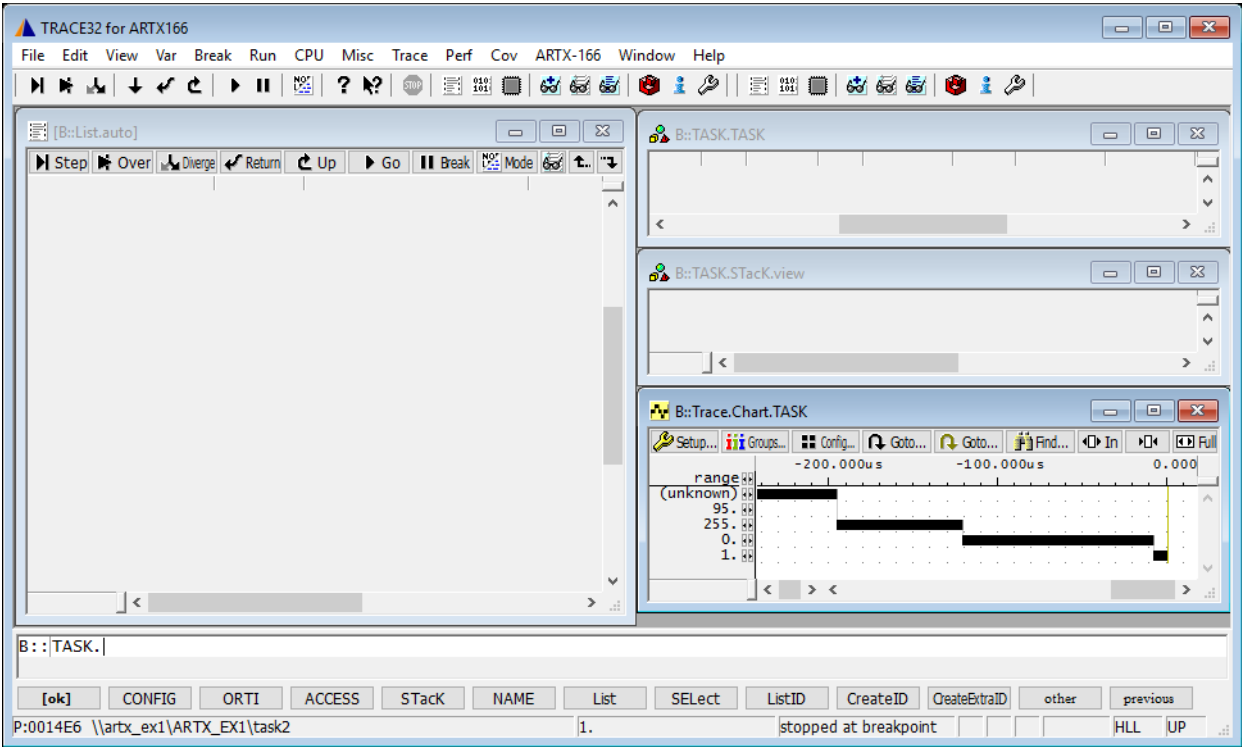 TRACE32 for ARTX166
File Edit View Var Break Run CPU Misc Trace Perf Cov ARTX-166 Window Help
[B::List.auto]
Step Over Diverge Return Up Go Break Mode
B::TASK.TASK
B::TASK.STacK.view
B::Trace.Chart.TASK
Setup... Groups... Config... Goto... Goto... Find... In Full
-200.000us -100.000us 0.000
range
(unknown)
95.
255.
0.
1.
B::TASK.
[ok] CONFIG ORTI ACCESS STacK NAME List SELect ListID CreateID CreateExtraID other previous
P:0014E6 \\artx_ex1\ARTX_EX1\task2 1. stopped at breakpoint HLL UP